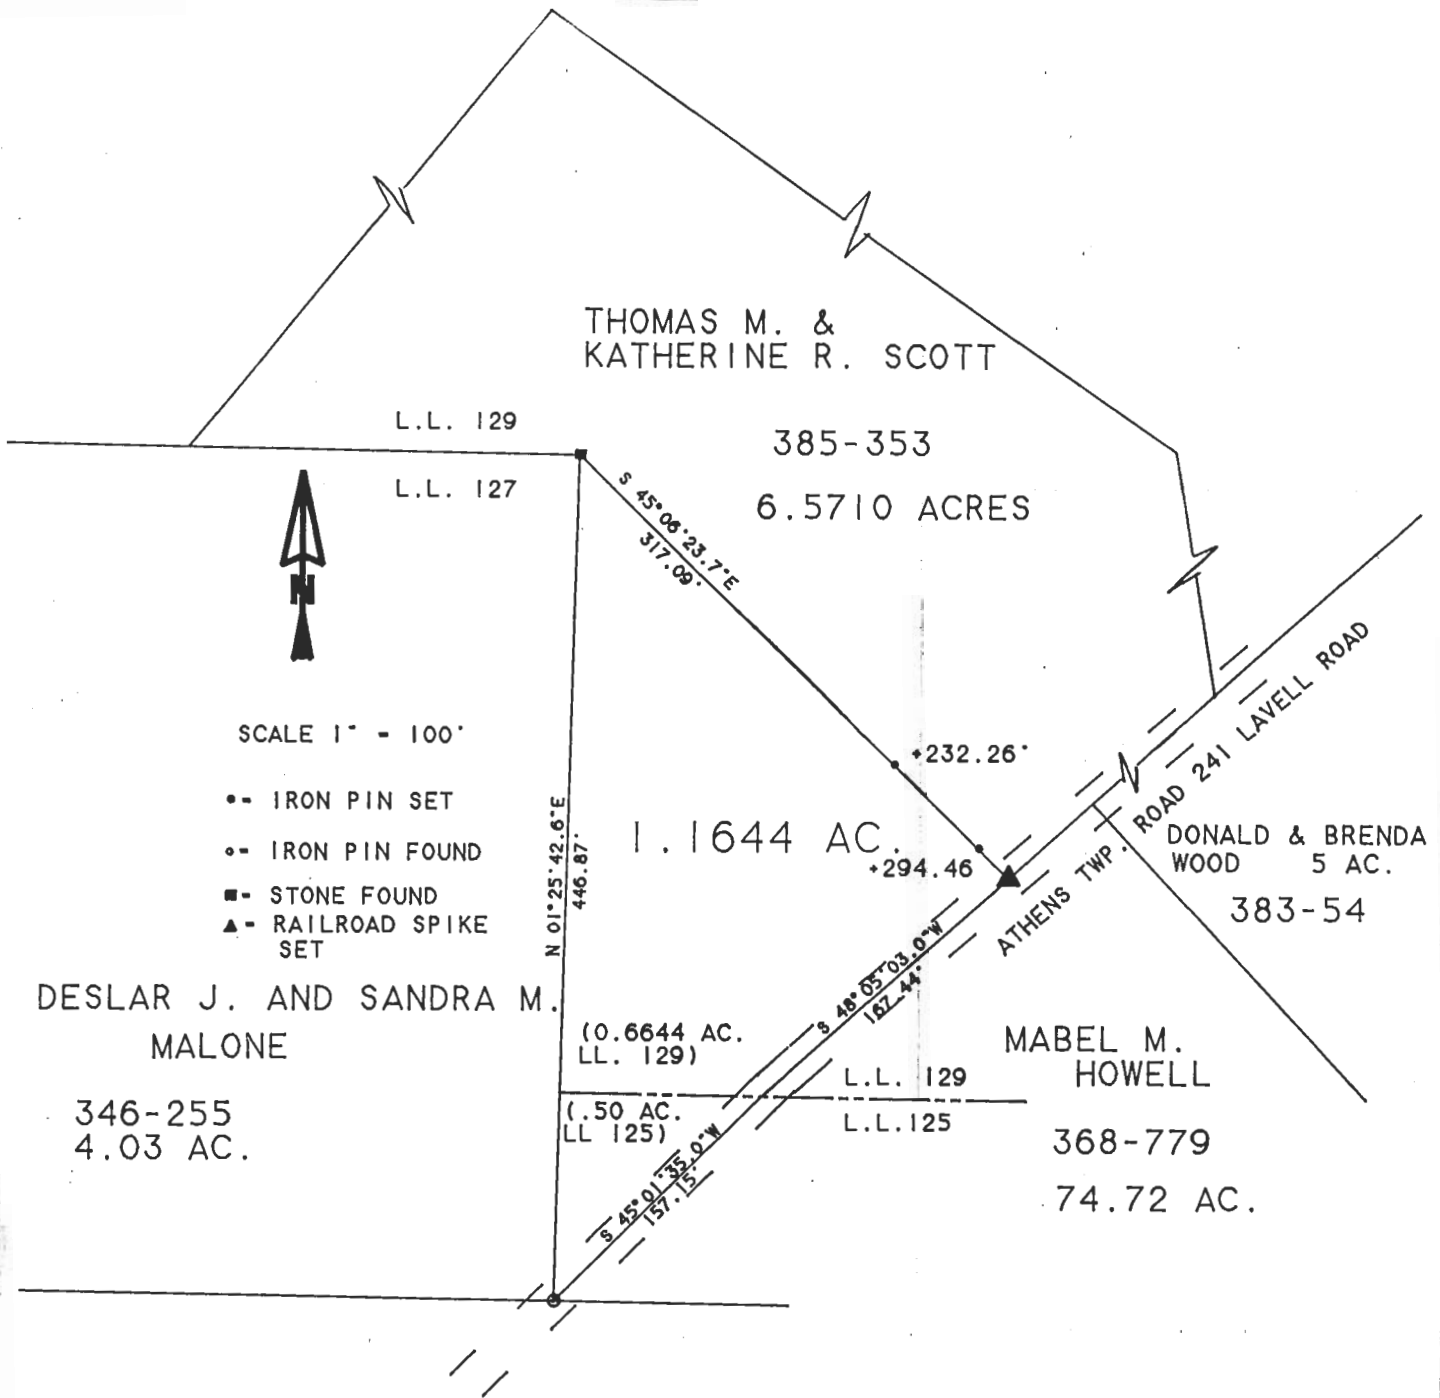 THOMAS M. &
KATHERINE R. SCOTT
385-353
6.5710 ACRES
L.L. 129
L.L. 127
S 45° 06' 23.7" E
317.09'
N
SCALE 1" - 100'
•- IRON PIN SET
o- IRON PIN FOUND
■- STONE FOUND
▲- RAILROAD SPIKE
SET
N 01° 25' 42.6" E
446.87'
+232.26'
1.1644 AC.
+294.46
ATHENS TWP. ROAD 241 LAVELL ROAD
DONALD & BRENDA
WOOD 5 AC.
383-54
DESLAR J. AND SANDRA M.
MALONE
346-255
4.03 AC.
S 48° 05' 03.0" W
167.44'
(0.6644 AC.
LL. 129)
(.50 AC.
LL 125)
L.L. 129
L.L.125
S 45° 01' 35.0" W
157.15'
MABEL M.
HOWELL
368-779
74.72 AC.